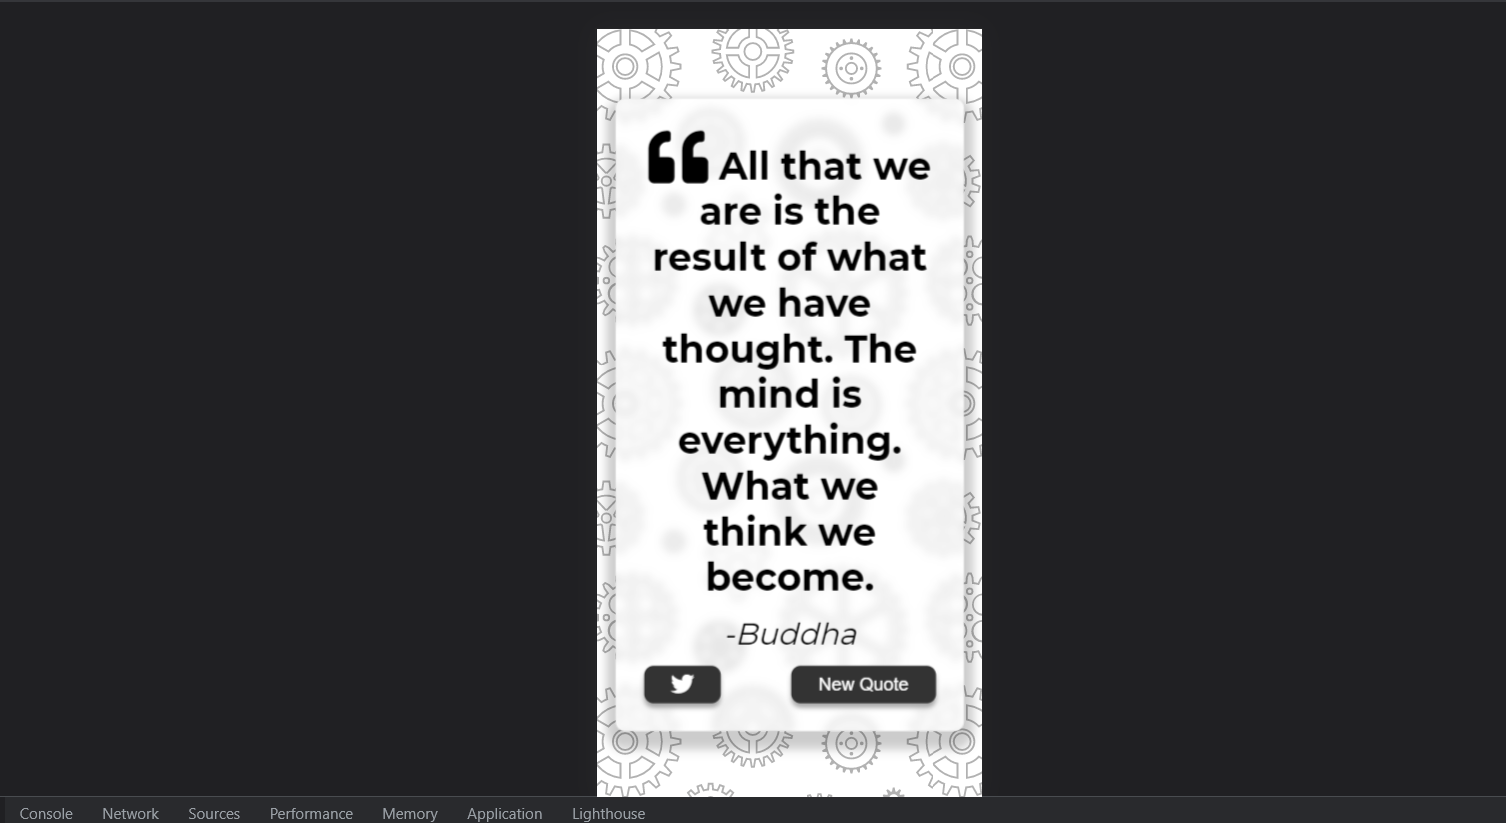 All that we
are is the
result of what
we have
thought. The
mind is
everything.
What we
think we
become.
-Buddha
New Quote
Console Network Sources Performance Memory Application Lighthouse